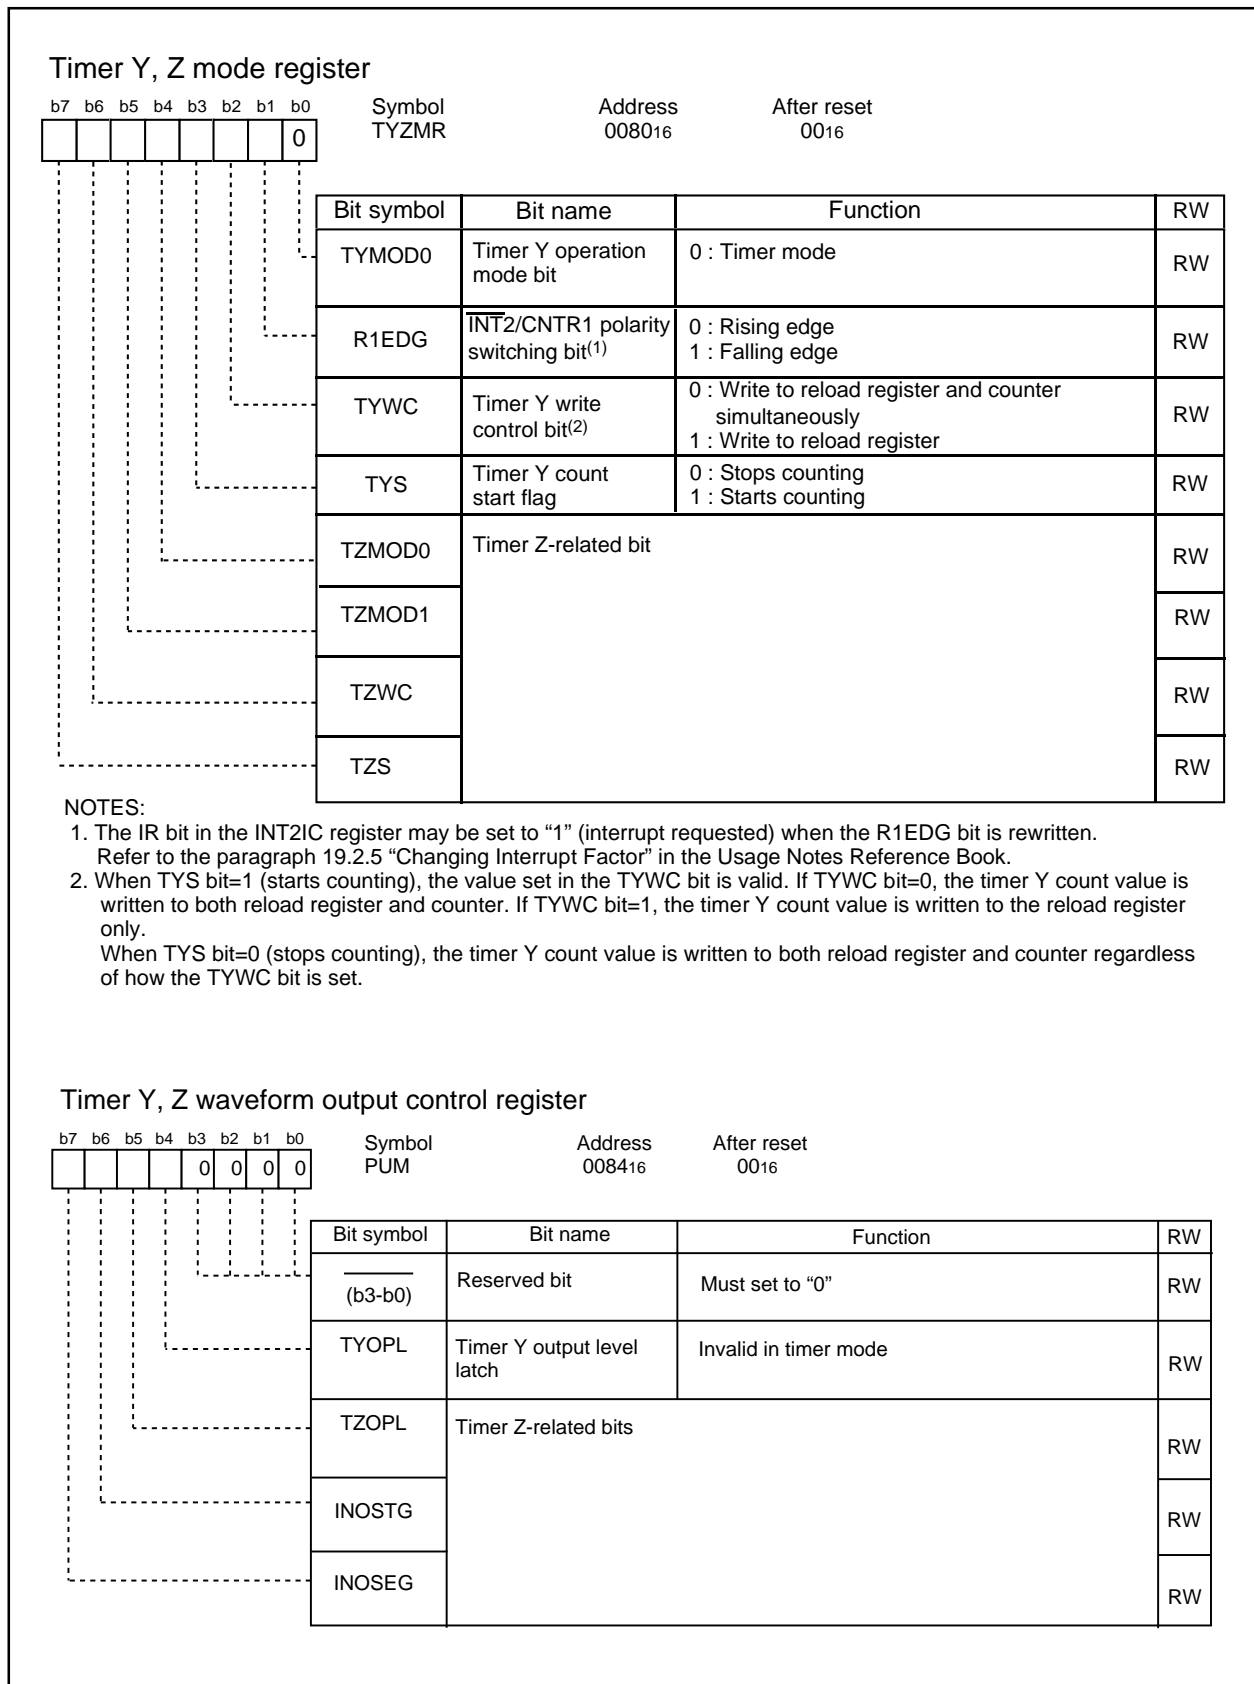 Timer Y, Z mode register
b7 b6 b5 b4 b3 b2 b1 b0
Symbol Address After reset
TYZMR 008016 0016
0
Bit symbol Bit name Function RW
TYMOD0 Timer Y operation mode bit 0 : Timer mode RW
R1EDG INT2/CNTR1 polarity switching bit(1) 0 : Rising edge
1 : Falling edge RW
TYWC Timer Y write control bit(2) 0 : Write to reload register and counter simultaneously
1 : Write to reload register RW
TYS Timer Y count start flag 0 : Stops counting
1 : Starts counting RW
TZMOD0 Timer Z-related bit RW
TZMOD1 RW
TZWC RW
TZS RW
NOTES:
1. The IR bit in the INT2IC register may be set to “1” (interrupt requested) when the R1EDG bit is rewritten.
Refer to the paragraph 19.2.5 “Changing Interrupt Factor” in the Usage Notes Reference Book.
2. When TYS bit=1 (starts counting), the value set in the TYWC bit is valid. If TYWC bit=0, the timer Y count value is
written to both reload register and counter. If TYWC bit=1, the timer Y count value is written to the reload register
only.
When TYS bit=0 (stops counting), the timer Y count value is written to both reload register and counter regardless
of how the TYWC bit is set.
Timer Y, Z waveform output control register
b7 b6 b5 b4 b3 b2 b1 b0
Symbol Address After reset
PUM 008416 0016
0 0 0 0
Bit symbol Bit name Function RW
(b3-b0) Reserved bit Must set to “0” RW
TYOPL Timer Y output level latch Invalid in timer mode RW
TZOPL Timer Z-related bits RW
INOSTG RW
INOSEG RW